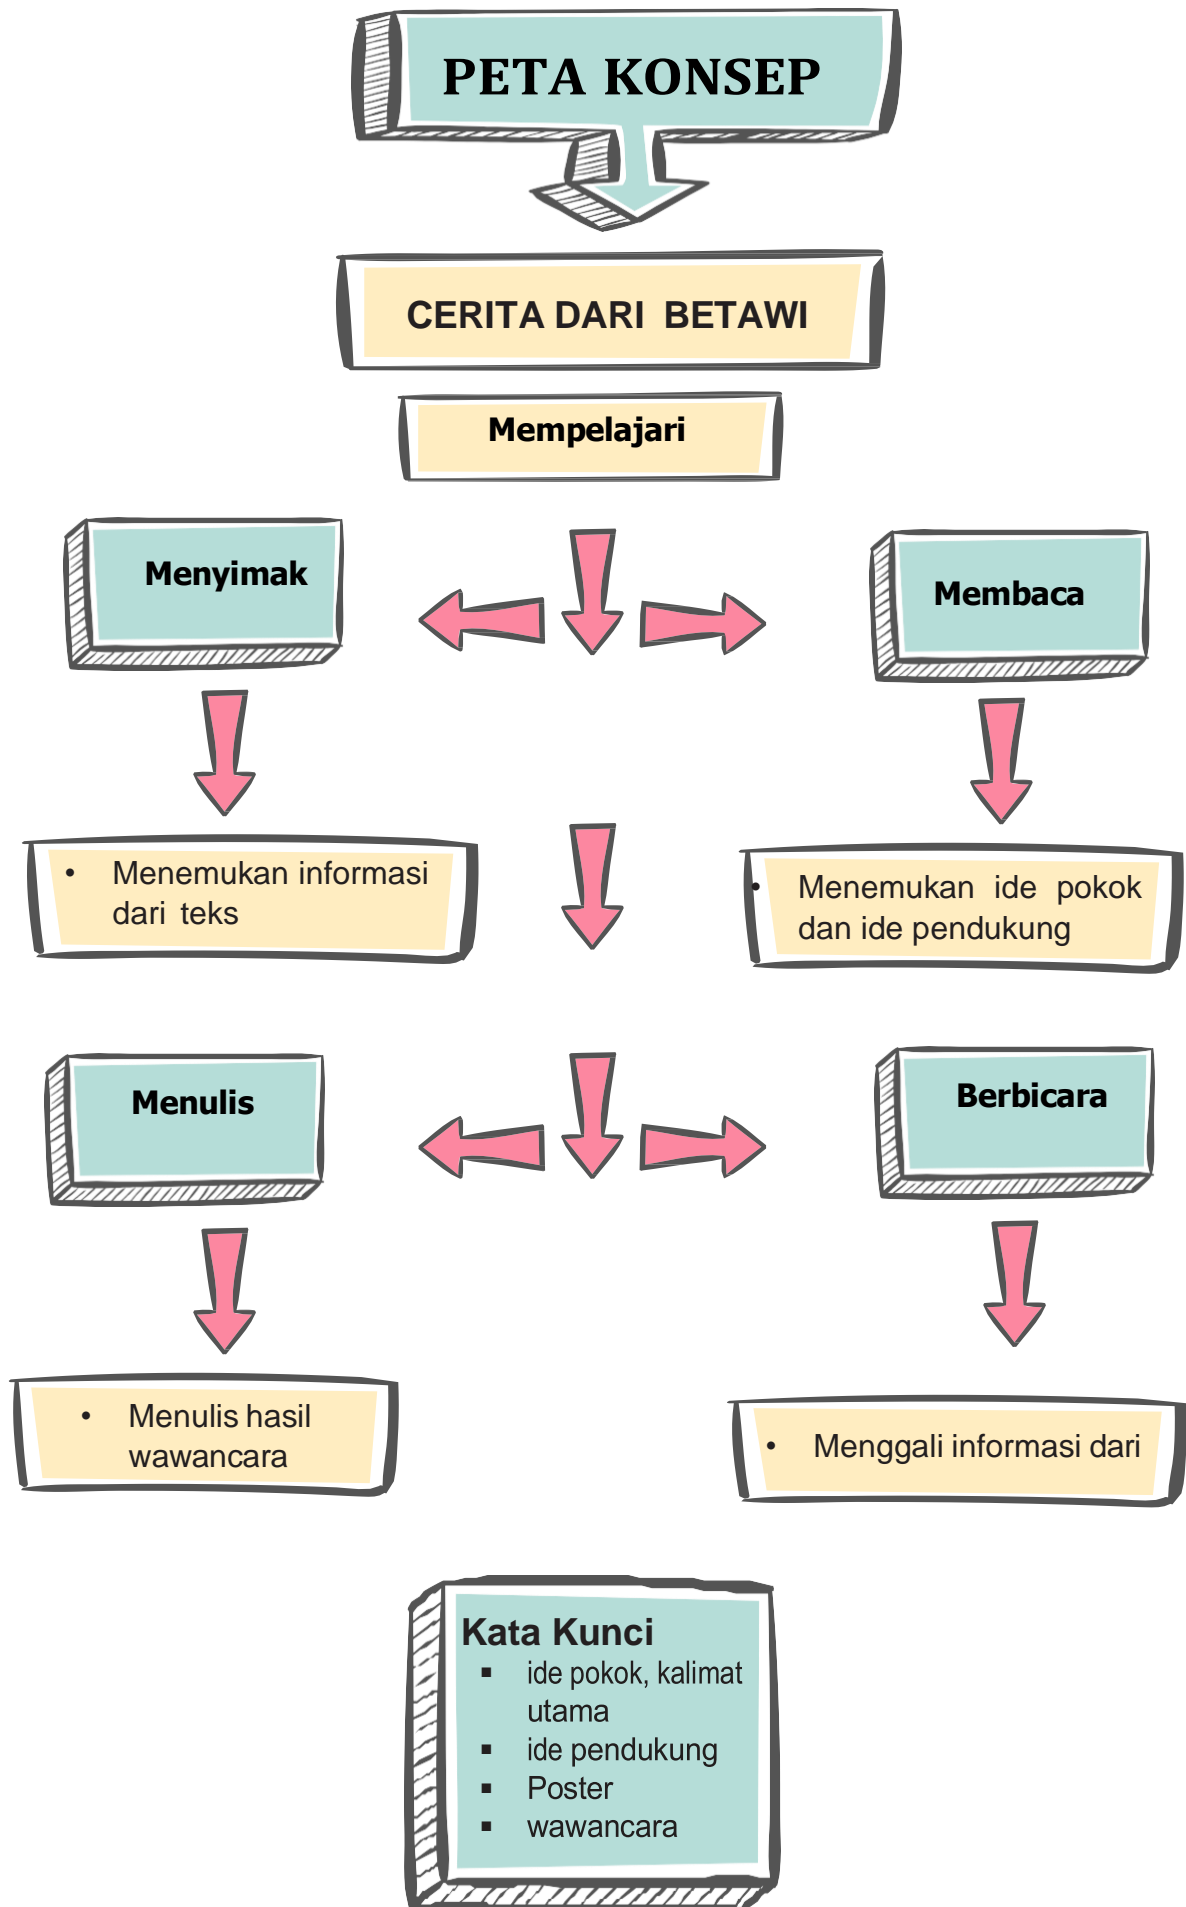 PETA KONSEP
CERITA DARI BETAWI
Mempelajari
Menyimak
Membaca
• Menemukan informasi
dari teks
• Menemukan ide pokok
dan ide pendukung
Menulis
Berbicara
• Menulis hasil
wawancara
• Menggali informasi dari
Kata Kunci
▪ ide pokok, kalimat
utama
▪ ide pendukung
▪ Poster
▪ wawancara